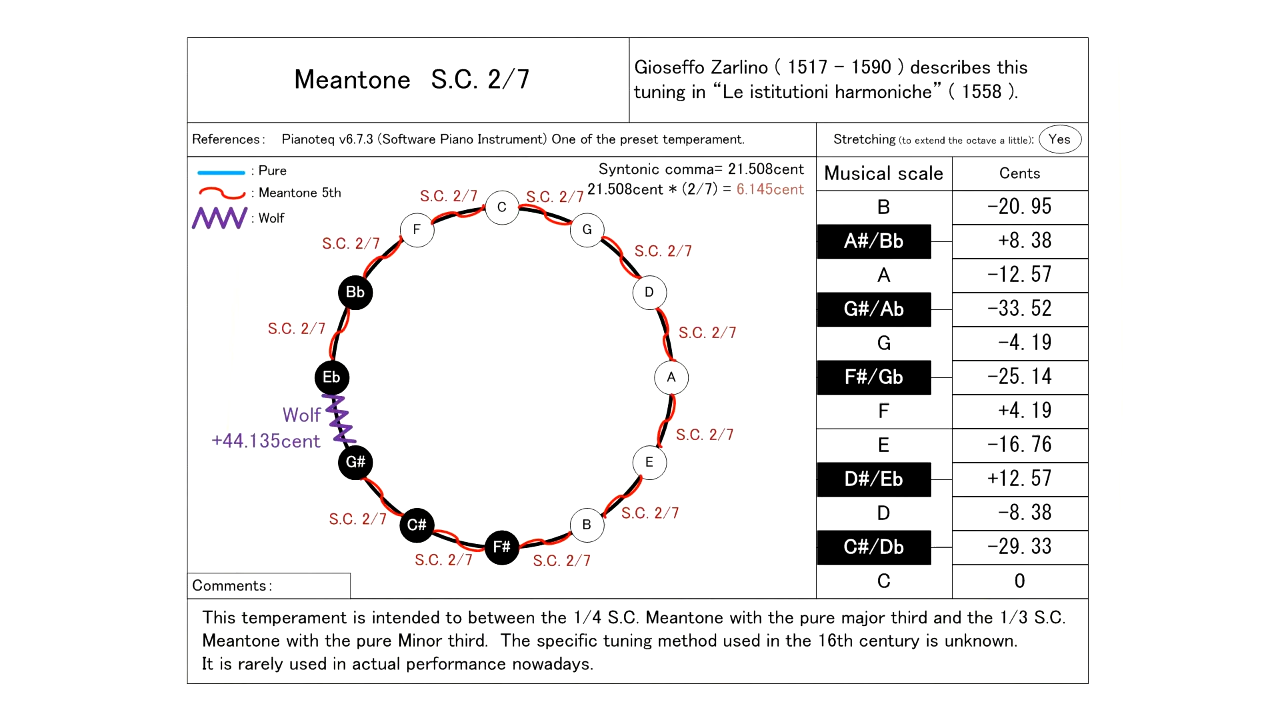 Meantone S.C. 2/7
Gioseffo Zarlino ( 1517 - 1590 ) describes this
tuning in “Le istitutioni harmoniche” ( 1558 ).
References: Pianoteq v6.7.3 (Software Piano Instrument) One of the preset temperament.
Stretching (to extend the octave a little): Yes
: Pure
: Meantone 5th
: Wolf
Syntonic comma= 21.508cent
21.508cent * (2/7) = 6.145cent
S.C. 2/7
S.C. 2/7
S.C. 2/7
S.C. 2/7
S.C. 2/7
S.C. 2/7
S.C. 2/7
S.C. 2/7
S.C. 2/7
S.C. 2/7
S.C. 2/7
C
G
D
A
E
B
F#
C#
G#
Eb
Bb
F
Wolf
+44.135cent
Musical scale Cents
B -20.95
A#/Bb +8.38
A -12.57
G#/Ab -33.52
G -4.19
F#/Gb -25.14
F +4.19
E -16.76
D#/Eb +12.57
D -8.38
C#/Db -29.33
C 0
Comments:
This temperament is intended to between the 1/4 S.C. Meantone with the pure major third and the 1/3 S.C.
Meantone with the pure Minor third. The specific tuning method used in the 16th century is unknown.
It is rarely used in actual performance nowadays.